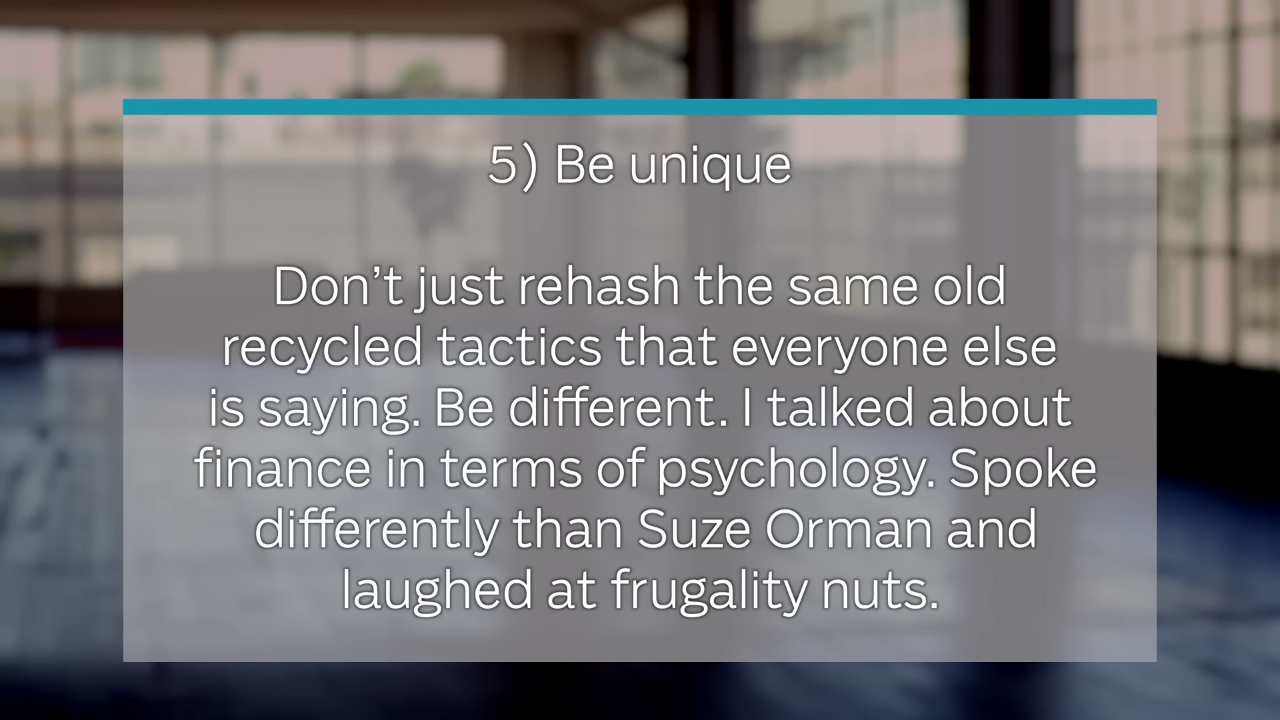 5) Be unique
Don’t just rehash the same old
recycled tactics that everyone else
is saying. Be different. I talked about
finance in terms of psychology. Spoke
differently than Suze Orman and
laughed at frugality nuts.